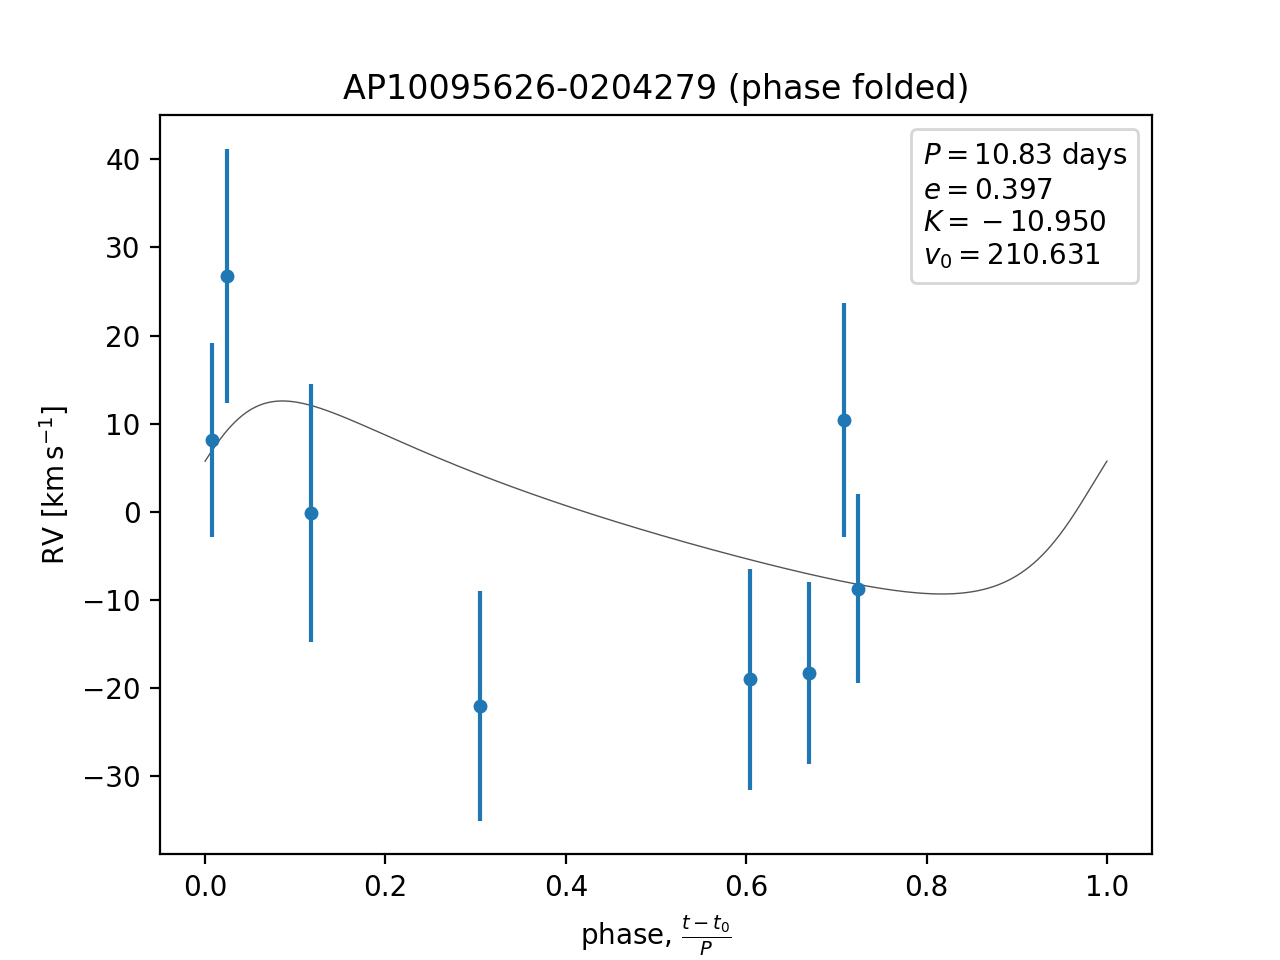 AP10095626-0204279 (phase folded)
P = 10.83 days
e = 0.397
K = −10.950
v₀ = 210.631
RV [km s⁻¹]
40
30
20
10
0
−10
−20
−30
0.0 0.2 0.4 0.6 0.8 1.0
phase, (t − t₀)/P